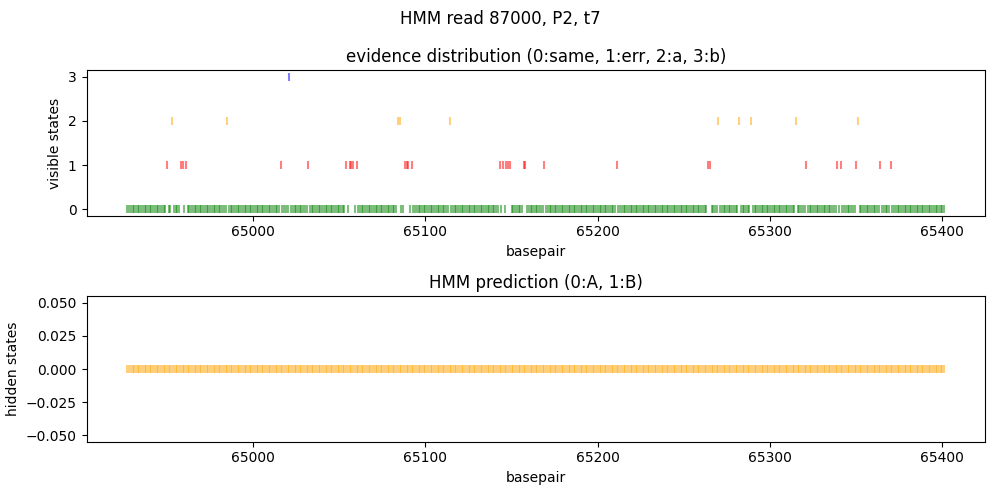 HMM read 87000, P2, t7
evidence distribution (0:same, 1:err, 2:a, 3:b)
visible states
3
2
1
0
65000 65100 65200 65300 65400
basepair
HMM prediction (0:A, 1:B)
hidden states
0.050
0.025
0.000
−0.025
−0.050
65000 65100 65200 65300 65400
basepair